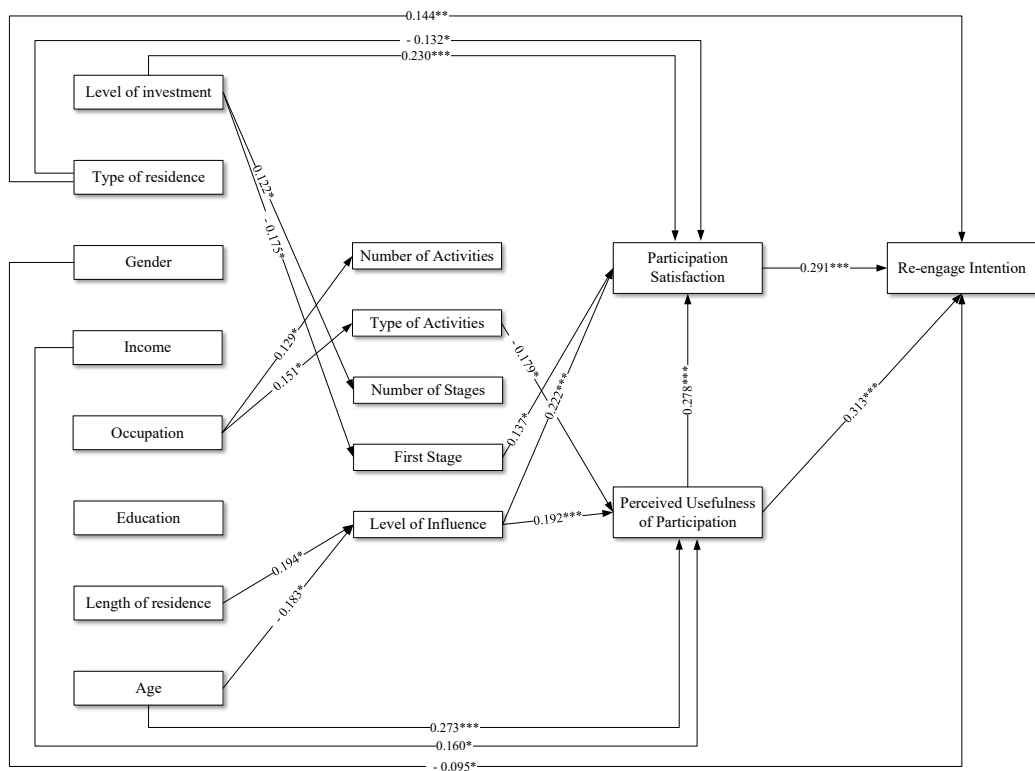 0.144**
- 0.132*
0.230***
Level of investment
Type of residence
0.122*
- 0.175*
Gender
Number of Activities
Participation
Satisfaction
0.291***
Re-engage Intention
Income
0.129*
0.151*
Type of Activities
- 0.179*
0.222***
0.278***
Number of Stages
0.137*
0.313***
Occupation
First Stage
Education
Level of Influence
0.192***
Perceived Usefulness
of Participation
Length of residence
0.194*
- 0.183*
Age
0.273***
0.160*
- 0.095*